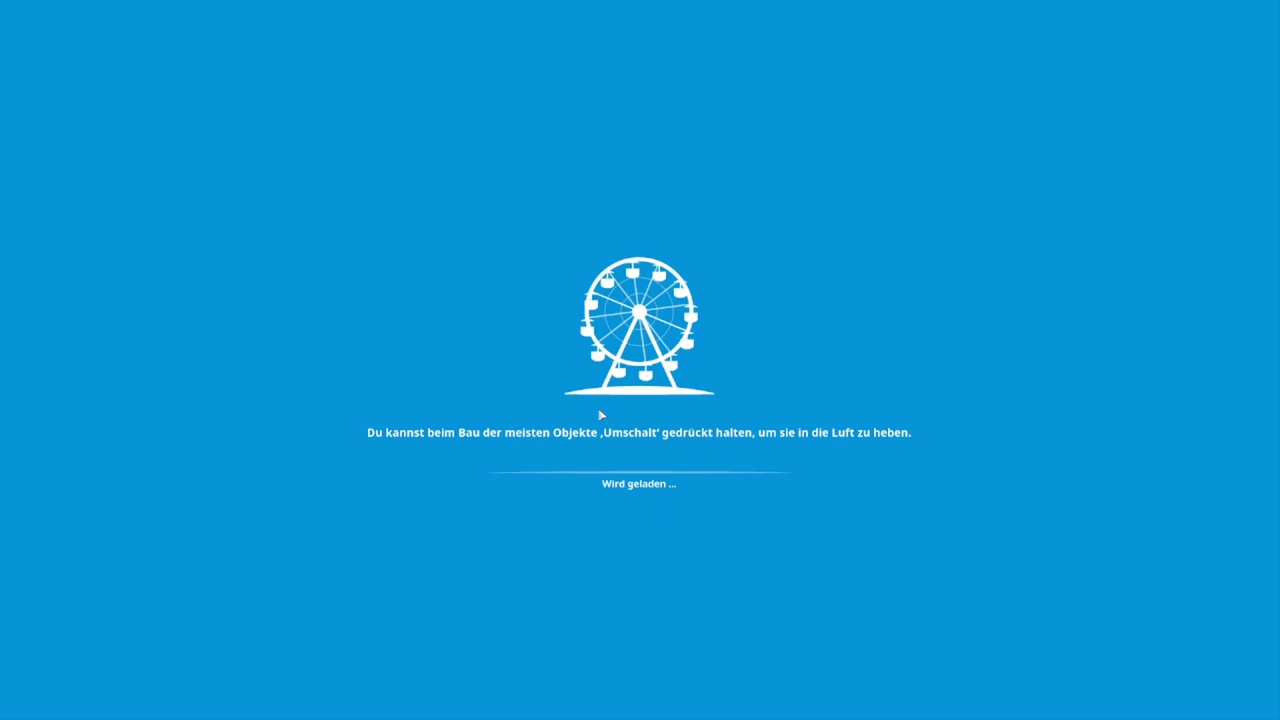 Du kannst beim Bau der meisten Objekte ‚Umschalt‘ gedrückt halten, um sie in die Luft zu heben.
Wird geladen ...